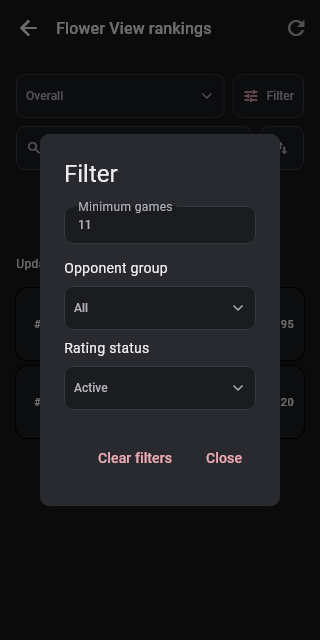 Flower View rankings
Overall
Filter
Filter
Minimum games
11
Opponent group
All
Rating status
Active
Clear filters
Close
#
95
#
20